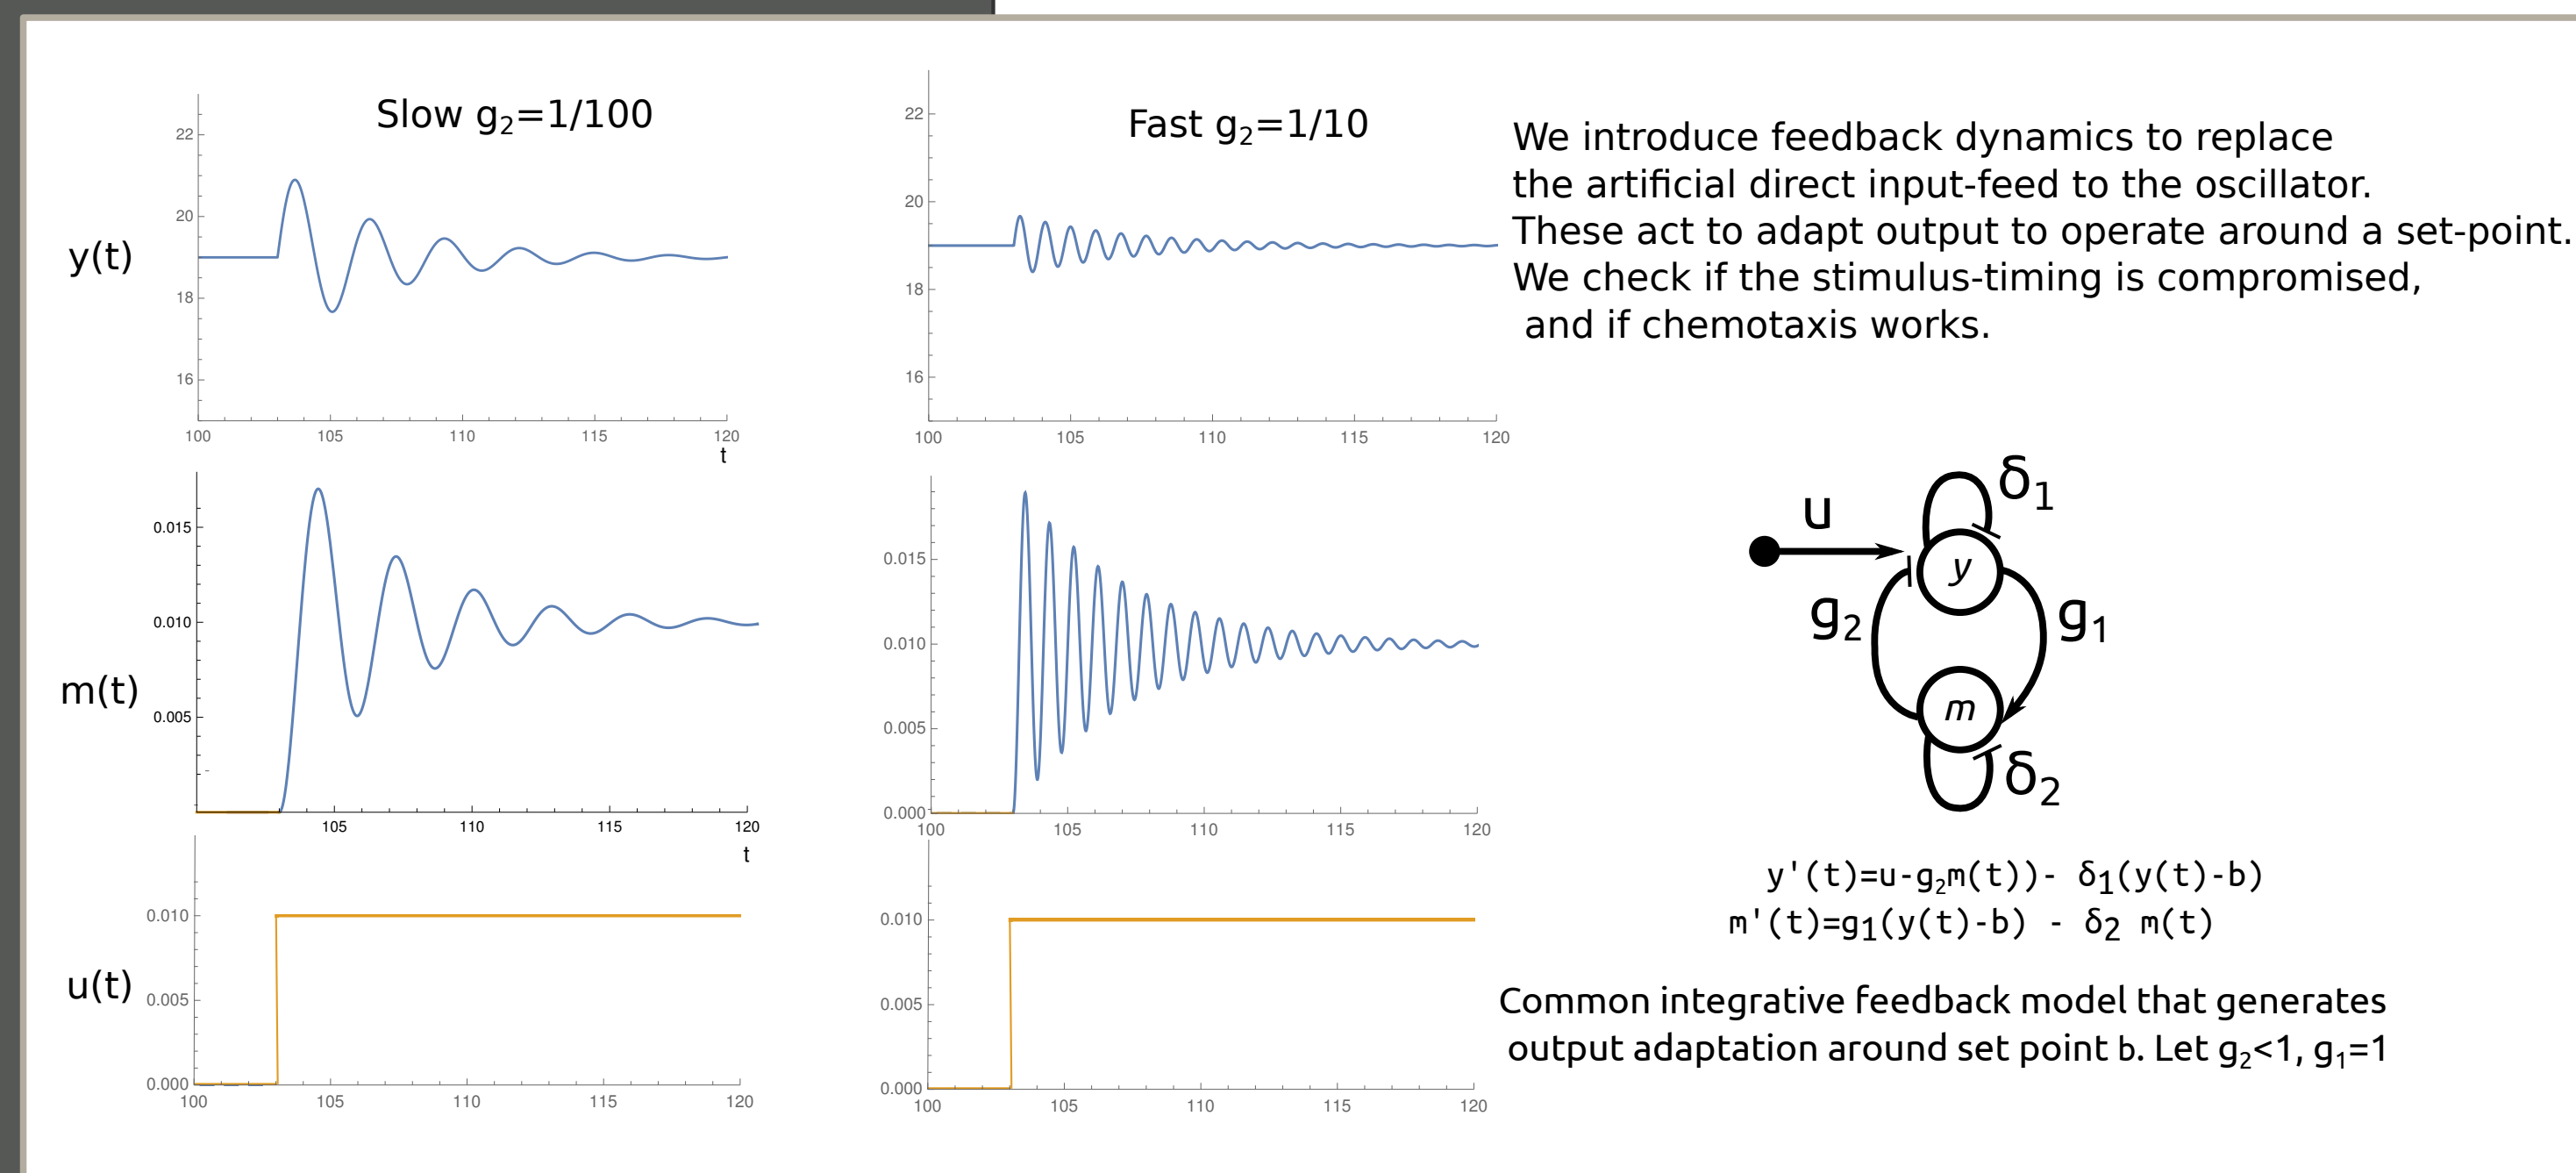 Slow g₂=1/100
22
20
18
16
y(t)
100 105 110 115 120
t
Fast g₂=1/10
22
20
18
16
100 105 110 115 120
We introduce feedback dynamics to replace
the artificial direct input-feed to the oscillator.
These act to adapt output to operate around a set-point.
We check if the stimulus-timing is compromised,
and if chemotaxis works.
0.015
0.010
0.005
m(t)
105 110 115 120
t
0.015
0.010
0.005
0.000
100 105 110 115 120
u
δ₁
y
g₂
g₁
m
δ₂
0.010
0.005
0.000
u(t)
100 105 110 115 120
0.010
0.005
0.000
100 105 110 115 120
y'(t)=u-g₂m(t))- δ₁(y(t)-b)
m'(t)=g₁(y(t)-b) - δ₂ m(t)
Common integrative feedback model that generates
output adaptation around set point b. Let g₂<1, g₁=1